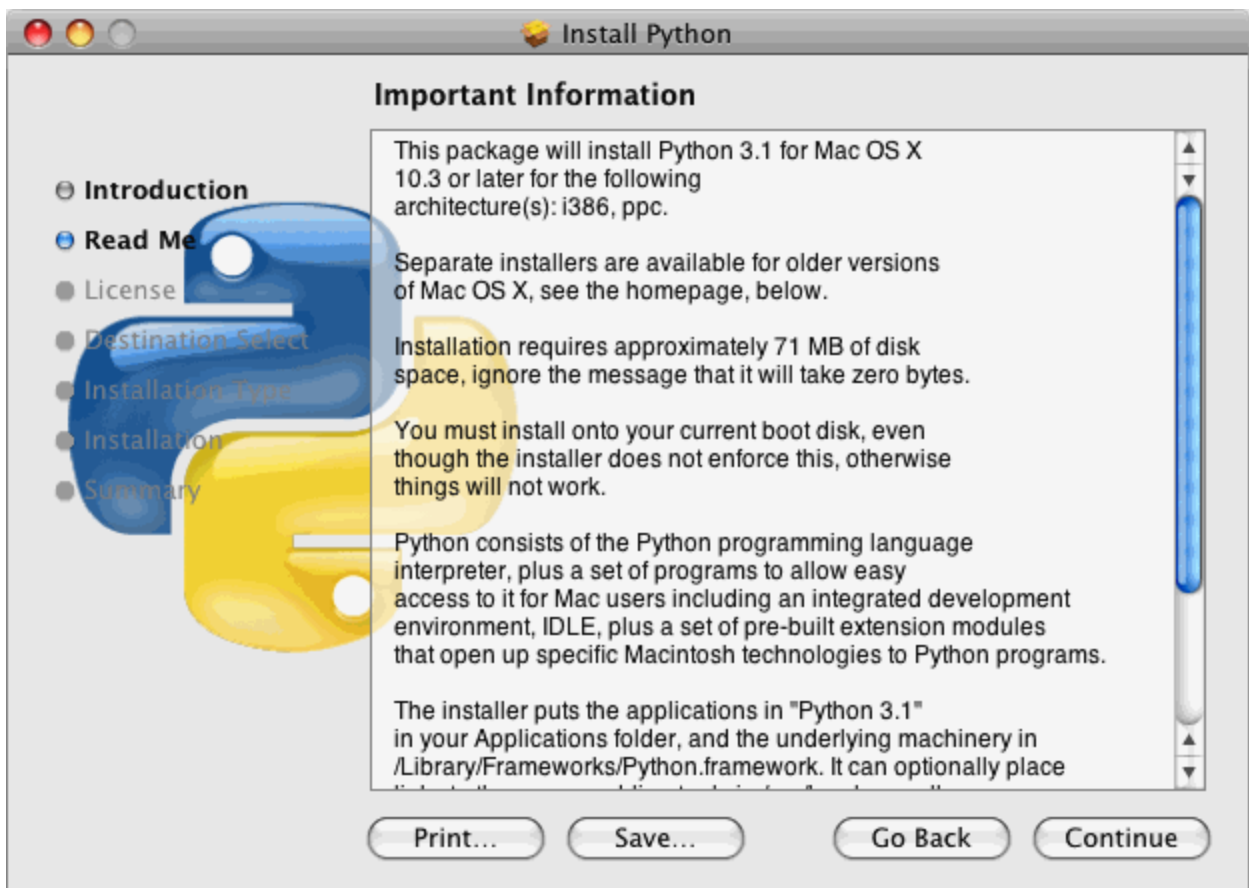 Install Python
Important Information
Introduction
Read Me
License
Destination Select
Installation Type
Installation
Summary
This package will install Python 3.1 for Mac OS X
10.3 or later for the following
architecture(s): i386, ppc.
Separate installers are available for older versions
of Mac OS X, see the homepage, below.
Installation requires approximately 71 MB of disk
space, ignore the message that it will take zero bytes.
You must install onto your current boot disk, even
though the installer does not enforce this, otherwise
things will not work.
Python consists of the Python programming language
interpreter, plus a set of programs to allow easy
access to it for Mac users including an integrated development
environment, IDLE, plus a set of pre-built extension modules
that open up specific Macintosh technologies to Python programs.
The installer puts the applications in "Python 3.1"
in your Applications folder, and the underlying machinery in
/Library/Frameworks/Python.framework. It can optionally place
Print...
Save...
Go Back
Continue